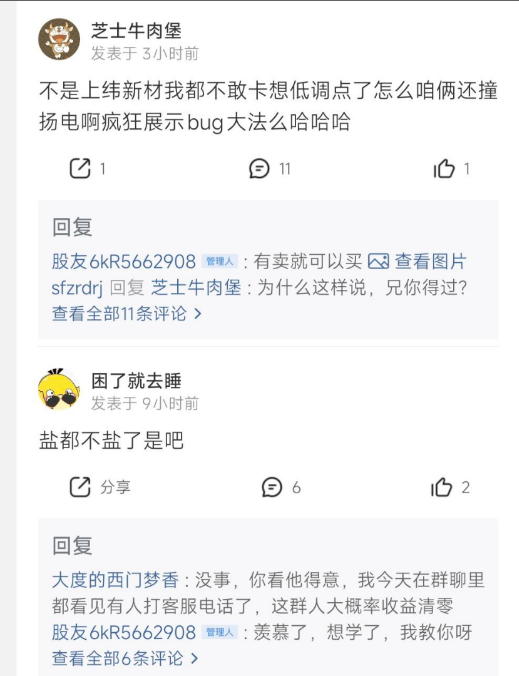 芝士牛肉堡
发表于 3小时前
不是上纬新材我都不敢卡想低调点了怎么咱俩还撞
扬电啊疯狂展示bug大法么哈哈哈
1 11 1
回复
股友6kR5662908 管理人 : 有卖就可以买 查看图片
sfzrdrj 回复 芝士牛肉堡 : 为什么这样说，兄你得过?
查看全部11条评论 >
困了就去睡
发表于 9小时前
盐都不盐了是吧
分享 6 2
回复
大度的西门梦香 : 没事，你看他得意，我今天在群聊里
都看见有人打客服电话了，这群人大概率收益清零
股友6kR5662908 管理人 : 羡慕了，想学了，我教你呀
查看全部6条评论 >